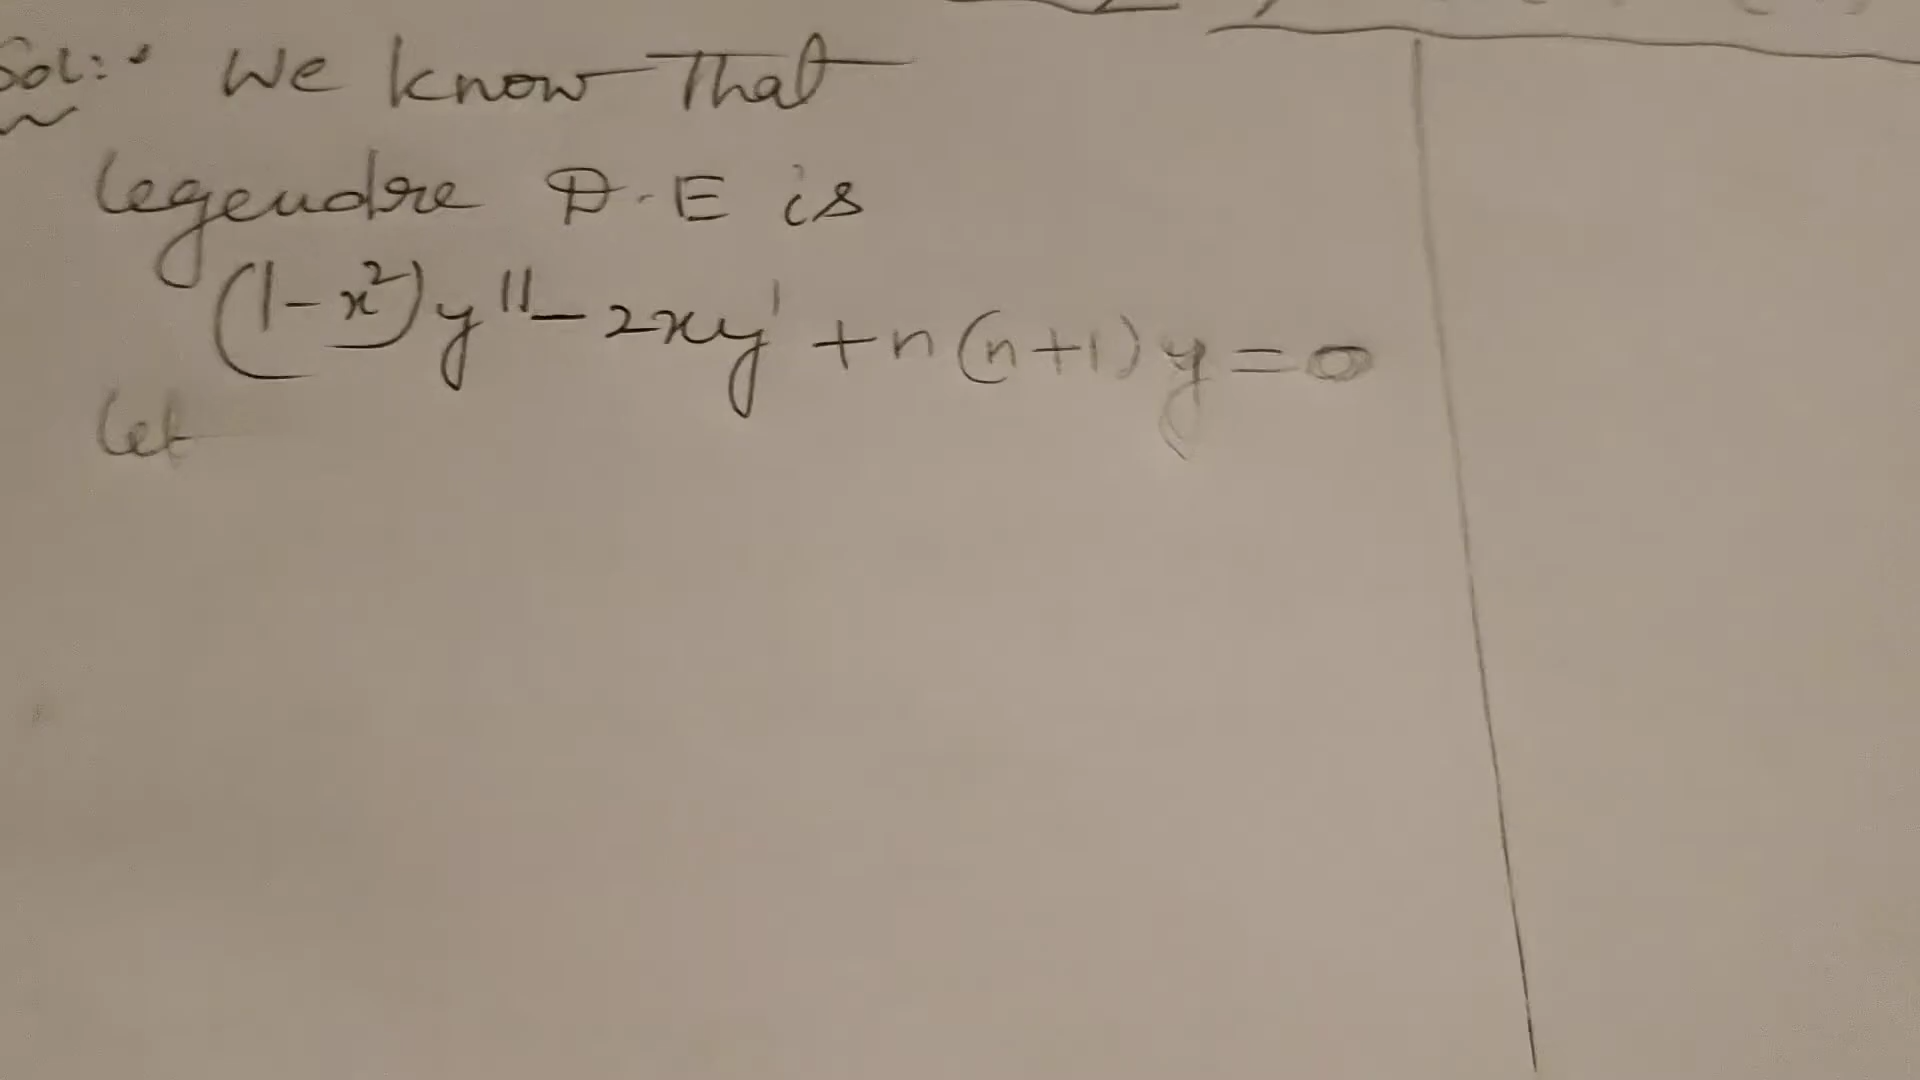 Sol:-
We know That
Legendre D.E is
(1-x²)y'' - 2xy' + n(n+1)y = 0
Let